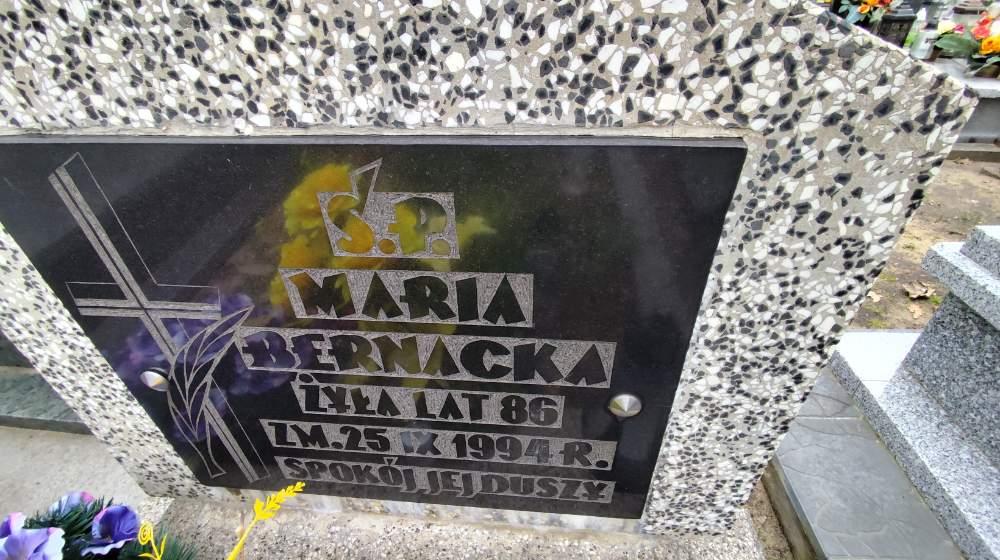 Ś.P.
MARIA
BERNACKA
ŻYŁA LAT 86
ZM. 25 IX 1994 R.
SPOKÓJ JEJ DUSZY